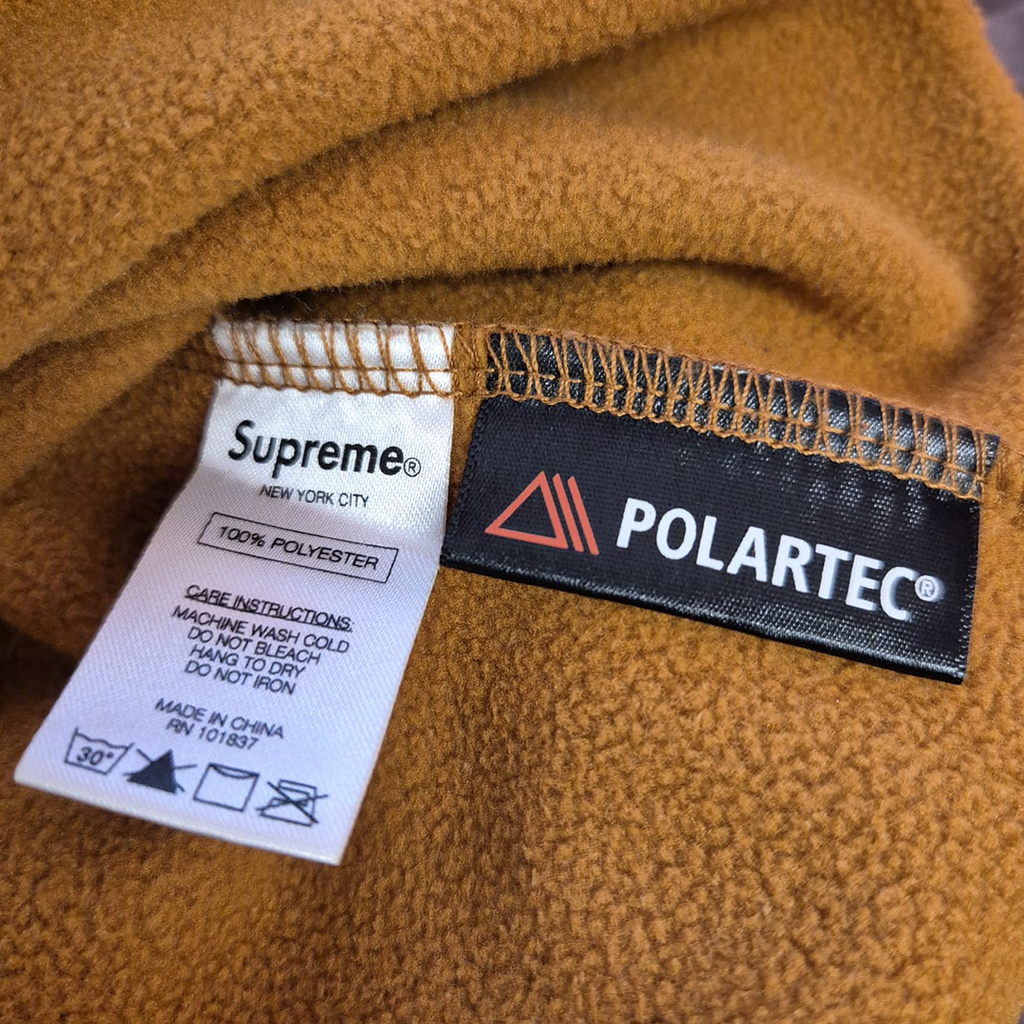 Supreme®
NEW YORK CITY
100% POLYESTER
CARE INSTRUCTIONS:
MACHINE WASH COLD
DO NOT BLEACH
HANG TO DRY
DO NOT IRON
MADE IN CHINA
RN 101837
30°
POLARTEC®